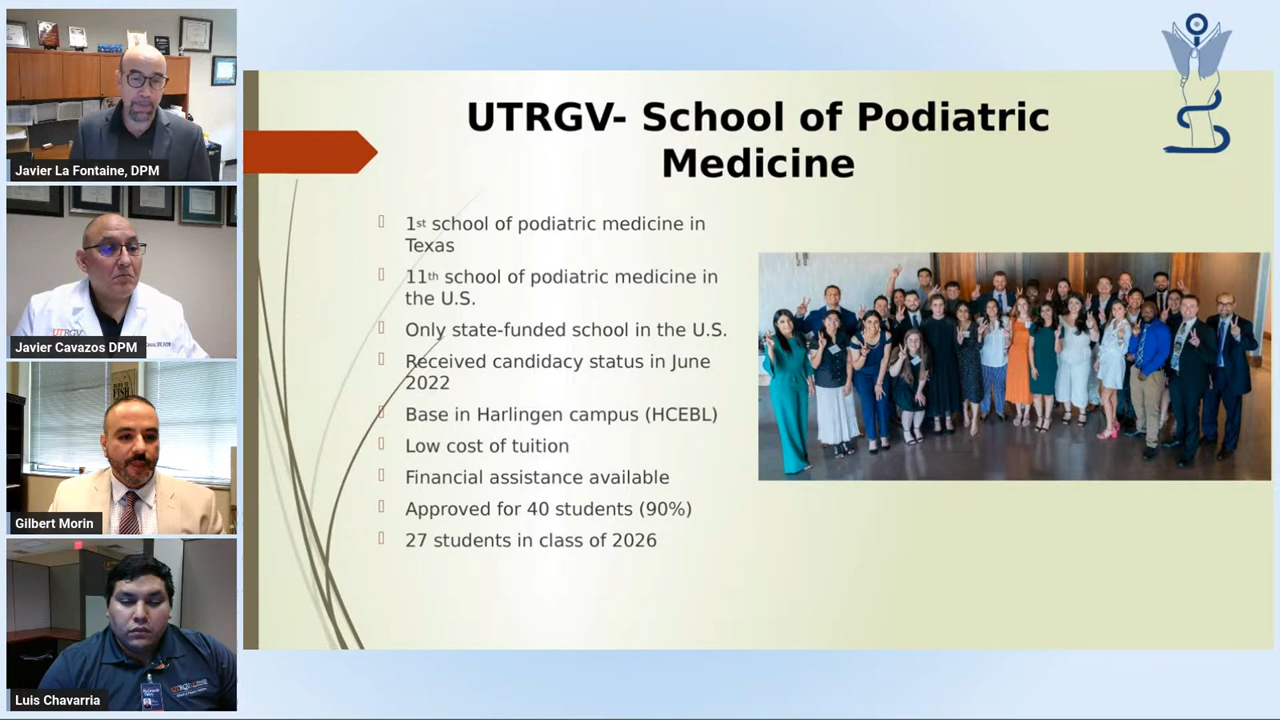 Javier La Fontaine, DPM
Javier Cavazos DPM
Gilbert Morin
Luis Chavarria
UTRGV- School of Podiatric
Medicine
1st school of podiatric medicine in
Texas
11th school of podiatric medicine in
the U.S.
Only state-funded school in the U.S.
Received candidacy status in June
2022
Base in Harlingen campus (HCEBL)
Low cost of tuition
Financial assistance available
Approved for 40 students (90%)
27 students in class of 2026
UTRGV